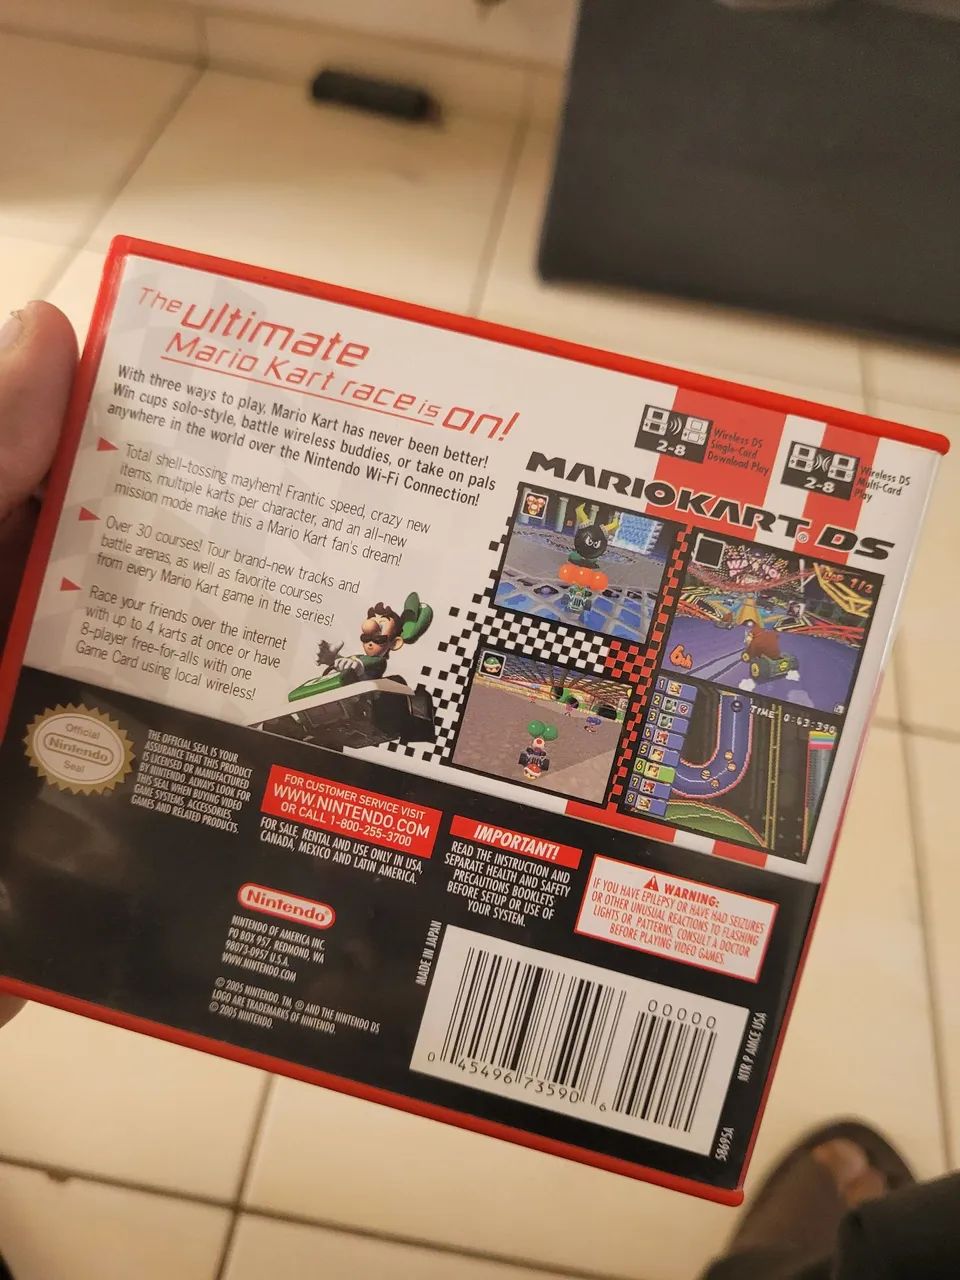 The ultimate
Mario Kart race is on!
With three ways to play, Mario Kart has never been better!
Win cups solo-style, battle wireless buddies, or take on pals
anywhere in the world over the Nintendo Wi-Fi Connection!
Total shell-tossing mayhem! Frantic speed, crazy new
items, multiple karts per character, and an all-new
mission mode make this a Mario Kart fan's dream!
Over 30 courses! Tour brand-new tracks and
battle arenas, as well as favorite courses
from every Mario Kart game in the series!
Race your friends over the internet
with up to 4 karts at once or have
8-player free-for-alls with one
Game Card using local wireless!
2-8
Wireless DS
Single-Card
Download Play
2-8
Wireless DS
Multi-Card
Play
MARIOKART DS
6th
TIME 0:63:390
1
2
3
4
5
6
7
8
Official
Nintendo
Seal
THE OFFICIAL SEAL IS YOUR
ASSURANCE THAT THIS PRODUCT
IS LICENSED OR MANUFACTURED
BY NINTENDO. ALWAYS LOOK FOR
THIS SEAL WHEN BUYING VIDEO
GAME SYSTEMS, ACCESSORIES,
GAMES AND RELATED PRODUCTS.
FOR CUSTOMER SERVICE VISIT
WWW.NINTENDO.COM
OR CALL 1-800-255-3700
FOR SALE, RENTAL AND USE ONLY IN USA,
CANADA, MEXICO AND LATIN AMERICA.
IMPORTANT!
READ THE INSTRUCTION AND
SEPARATE HEALTH AND SAFETY
PRECAUTIONS BOOKLETS
BEFORE SETUP OR USE OF
YOUR SYSTEM.
WARNING:
IF YOU HAVE EPILEPSY OR HAVE HAD SEIZURES
OR OTHER UNUSUAL REACTIONS TO FLASHING
LIGHTS OR PATTERNS, CONSULT A DOCTOR
BEFORE PLAYING VIDEO GAMES.
Nintendo®
NINTENDO OF AMERICA INC.
PO BOX 957, REDMOND, WA
98073-0957 U.S.A.
WWW.NINTENDO.COM
© 2005 NINTENDO. TM, ® AND THE NINTENDO DS
LOGO ARE TRADEMARKS OF NINTENDO.
© 2005 NINTENDO.
MADE IN JAPAN
00000
0 45496 73590 6
NTR P AMCE USA
58695A